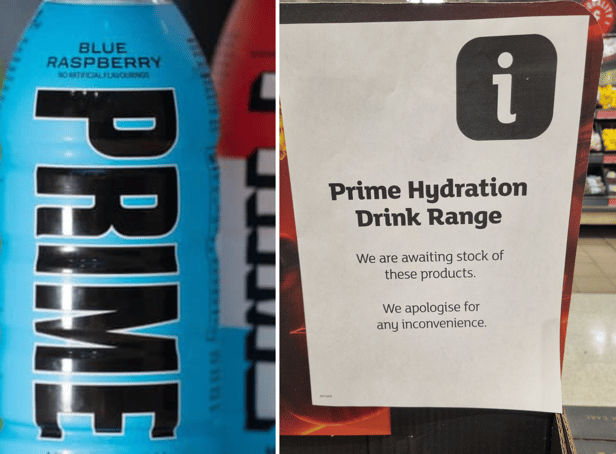 BLUE
RASPBERRY
NO ARTIFICIAL FLAVOURINGS
PRIME
i
Prime Hydration
Drink Range
We are awaiting stock of
these products.
We apologise for
any inconvenience.